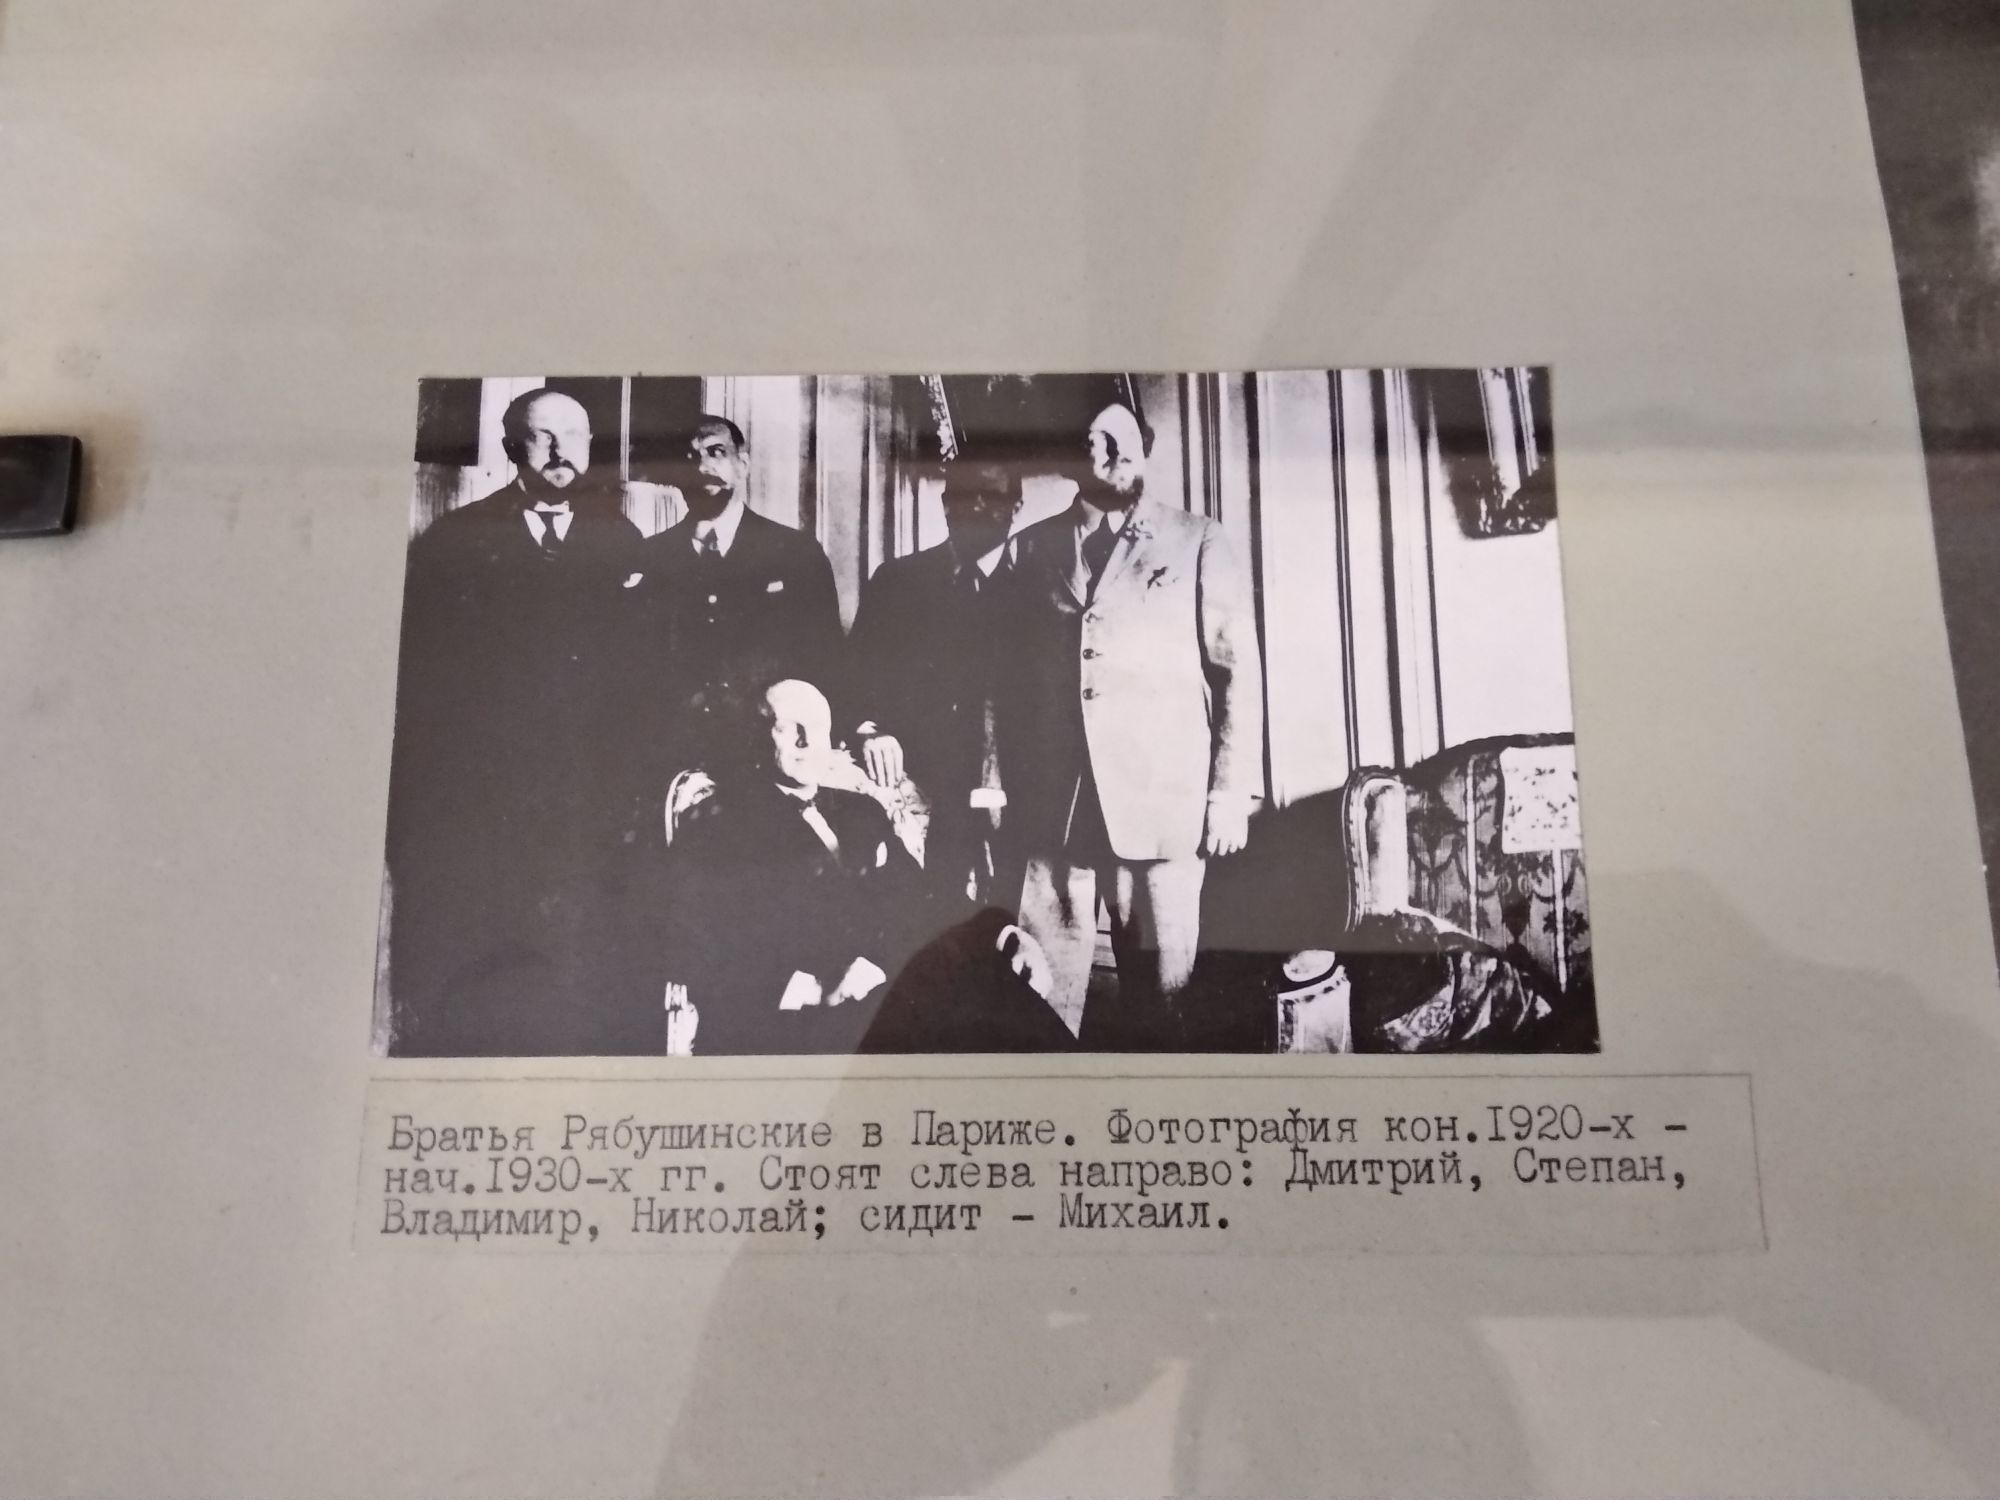 Братья Рябушинские в Париже. Фотография кон.1920-х -
нач.1930-х гг. Стоят слева направо: Дмитрий, Степан,
Владимир, Николай; сидит - Михаил.